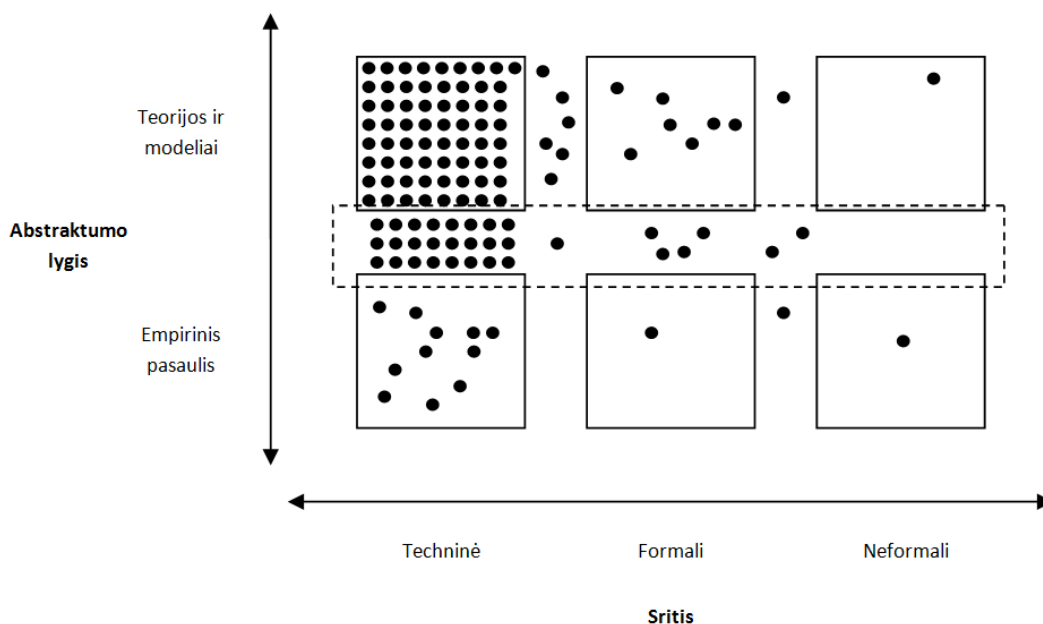 Teorijos ir
modeliai
Abstraktumo
lygis
Empirinis
pasaulis
Techninė
Formali
Neformali
Sritis